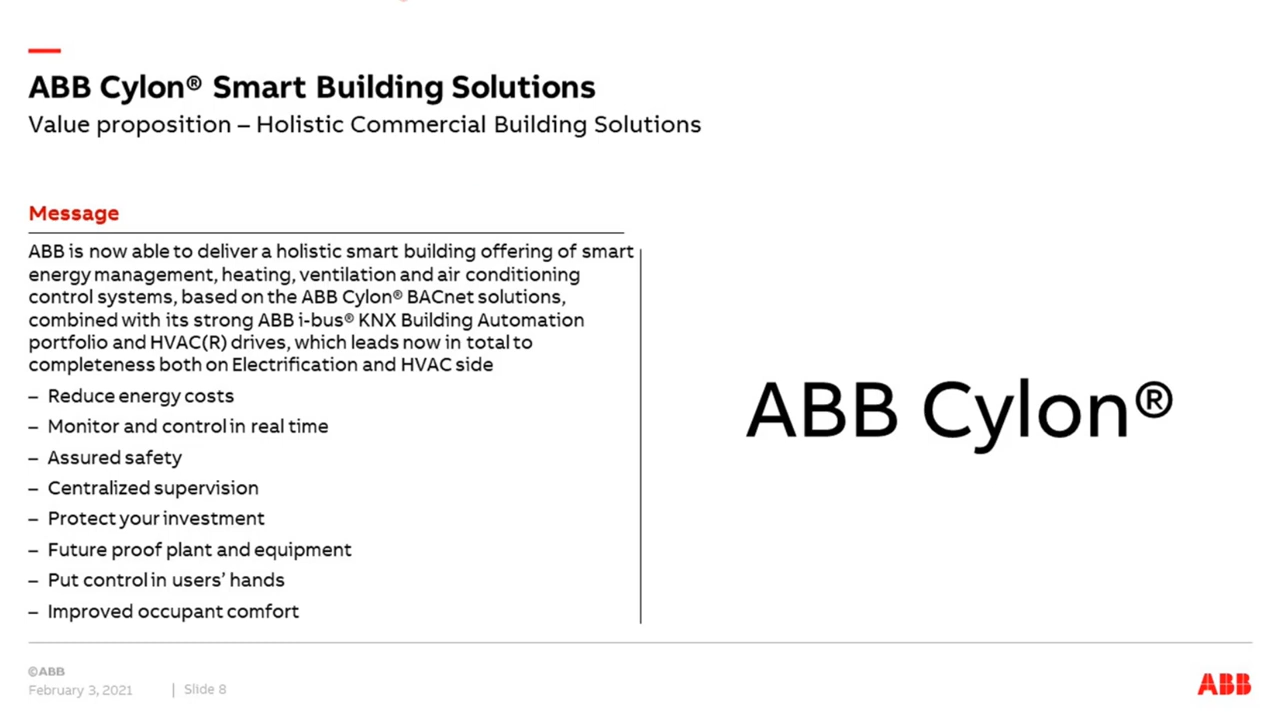 ABB Cylon® Smart Building Solutions
Value proposition – Holistic Commercial Building Solutions
Message
ABB is now able to deliver a holistic smart building offering of smart
energy management, heating, ventilation and air conditioning
control systems, based on the ABB Cylon® BACnet solutions,
combined with its strong ABB i-bus® KNX Building Automation
portfolio and HVAC(R) drives, which leads now in total to
completeness both on Electrification and HVAC side
– Reduce energy costs
– Monitor and control in real time
– Assured safety
– Centralized supervision
– Protect your investment
– Future proof plant and equipment
– Put control in users’ hands
– Improved occupant comfort
ABB Cylon®
©ABB
February 3, 2021 | Slide 8
ABB